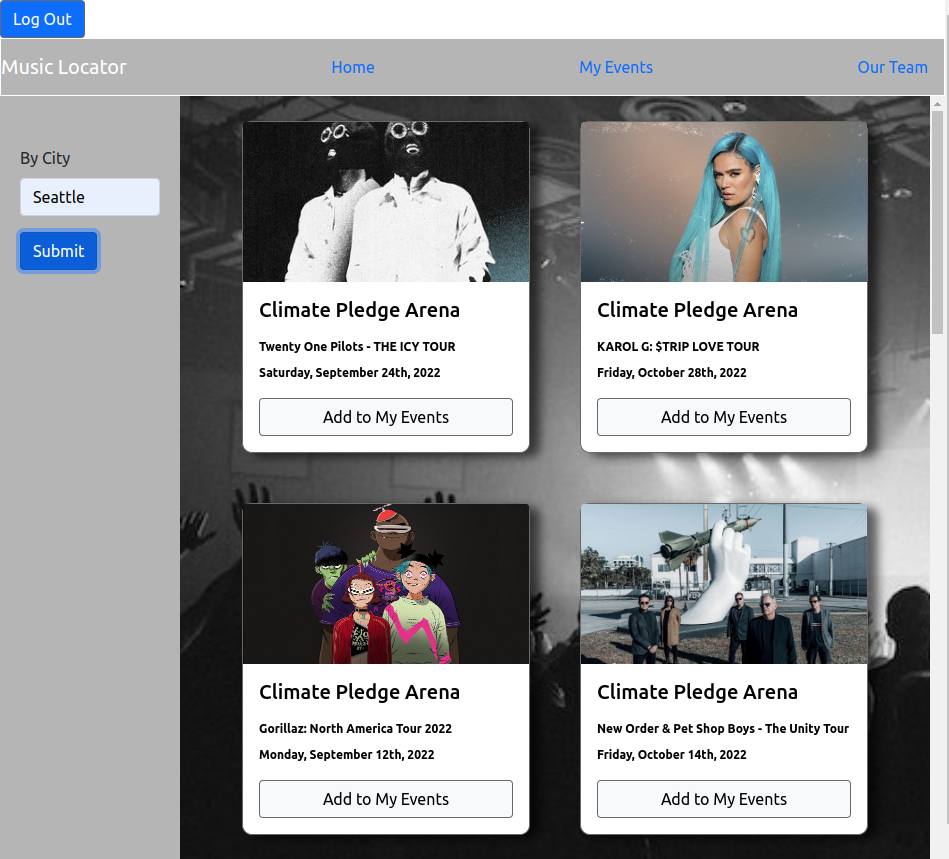 Log Out
Music Locator
Home
My Events
Our Team
By City
Seattle
Submit
Climate Pledge Arena
Twenty One Pilots - THE ICY TOUR
Saturday, September 24th, 2022
Add to My Events
Climate Pledge Arena
KAROL G: $TRIP LOVE TOUR
Friday, October 28th, 2022
Add to My Events
Climate Pledge Arena
Gorillaz: North America Tour 2022
Monday, September 12th, 2022
Add to My Events
Climate Pledge Arena
New Order & Pet Shop Boys - The Unity Tour
Friday, October 14th, 2022
Add to My Events